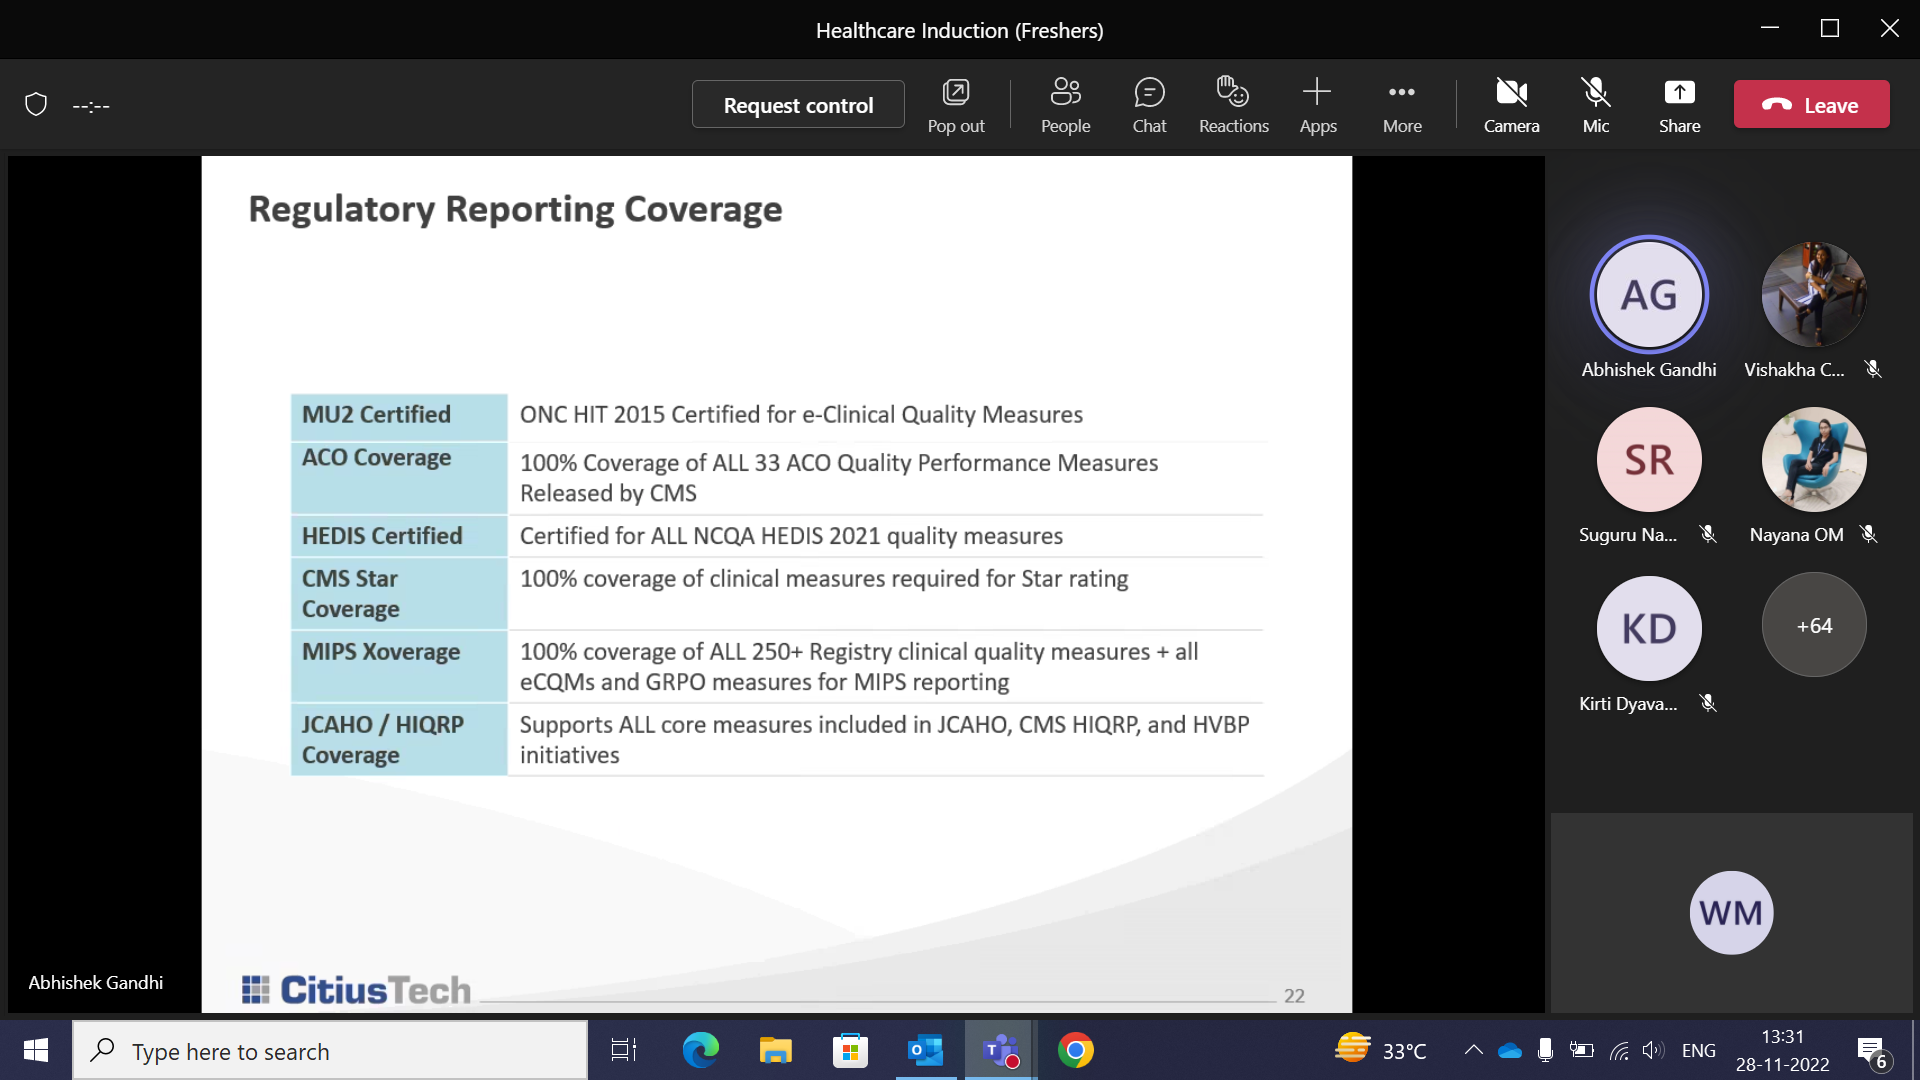 Healthcare Induction (Freshers)
--:--
Request control
Pop out
People
Chat
Reactions
Apps
More
Camera
Mic
Share
Leave
Regulatory Reporting Coverage
MU2 Certified
ONC HIT 2015 Certified for e-Clinical Quality Measures
ACO Coverage
100% Coverage of ALL 33 ACO Quality Performance Measures
Released by CMS
HEDIS Certified
Certified for ALL NCQA HEDIS 2021 quality measures
CMS Star
Coverage
100% coverage of clinical measures required for Star rating
MIPS Xoverage
100% coverage of ALL 250+ Registry clinical quality measures + all
eCQMs and GRPO measures for MIPS reporting
JCAHO / HIQRP
Coverage
Supports ALL core measures included in JCAHO, CMS HIQRP, and HVBP
initiatives
CitiusTech
22
Abhishek Gandhi
AG
Abhishek Gandhi
Vishakha C...
SR
Suguru Na...
Nayana OM
KD
Kirti Dyava...
+64
WM
Type here to search
33°C
ENG
13:31
28-11-2022
6